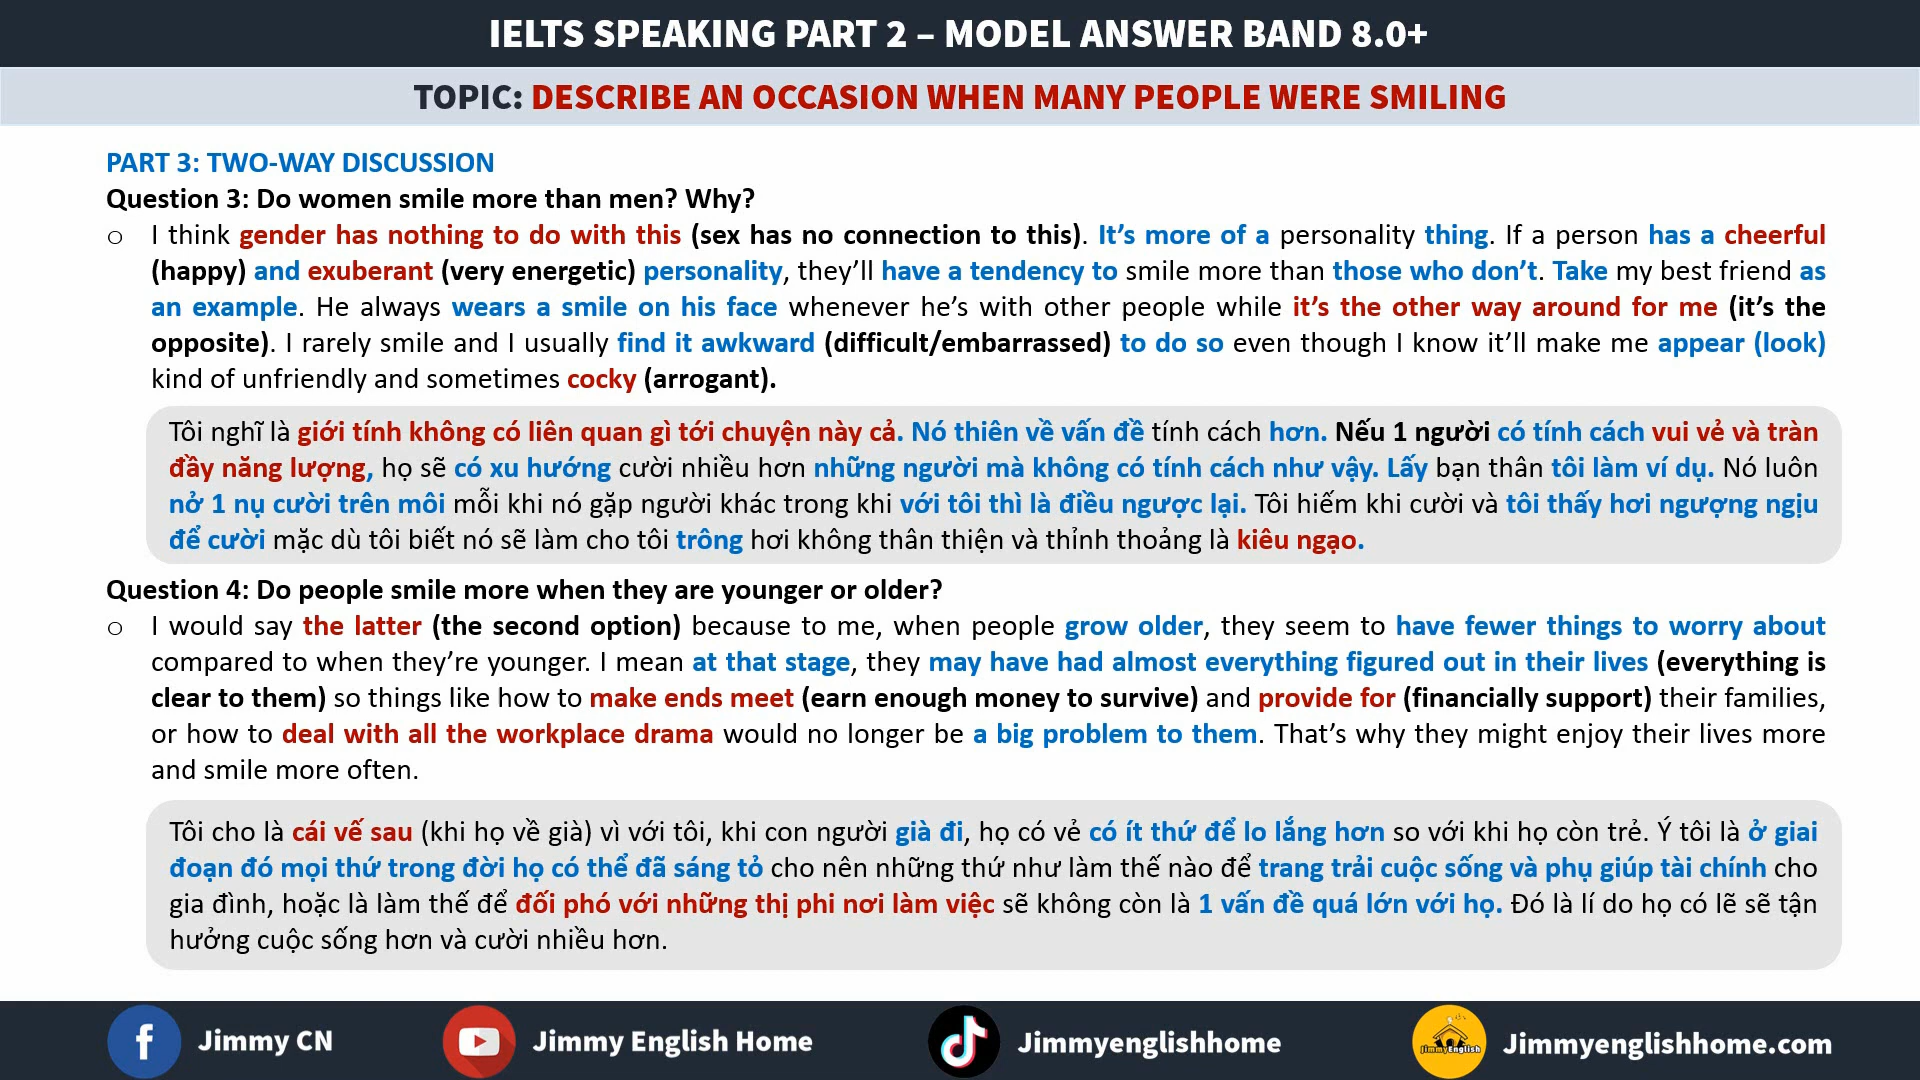 IELTS SPEAKING PART 2 – MODEL ANSWER BAND 8.0+
TOPIC: DESCRIBE AN OCCASION WHEN MANY PEOPLE WERE SMILING
PART 3: TWO-WAY DISCUSSION
Question 3: Do women smile more than men? Why?
o I think gender has nothing to do with this (sex has no connection to this). It’s more of a personality thing. If a person has a cheerful
(happy) and exuberant (very energetic) personality, they’ll have a tendency to smile more than those who don’t. Take my best friend as
an example. He always wears a smile on his face whenever he’s with other people while it’s the other way around for me (it’s the
opposite). I rarely smile and I usually find it awkward (difficult/embarrassed) to do so even though I know it’ll make me appear (look)
kind of unfriendly and sometimes cocky (arrogant).
Tôi nghĩ là giới tính không có liên quan gì tới chuyện này cả. Nó thiên về vấn đề tính cách hơn. Nếu 1 người có tính cách vui vẻ và tràn
đầy năng lượng, họ sẽ có xu hướng cười nhiều hơn những người mà không có tính cách như vậy. Lấy bạn thân tôi làm ví dụ. Nó luôn
nở 1 nụ cười trên môi mỗi khi nó gặp người khác trong khi với tôi thì là điều ngược lại. Tôi hiếm khi cười và tôi thấy hơi ngượng ngịu
để cười mặc dù tôi biết nó sẽ làm cho tôi trông hơi không thân thiện và thỉnh thoảng là kiêu ngạo.
Question 4: Do people smile more when they are younger or older?
o I would say the latter (the second option) because to me, when people grow older, they seem to have fewer things to worry about
compared to when they’re younger. I mean at that stage, they may have had almost everything figured out in their lives (everything is
clear to them) so things like how to make ends meet (earn enough money to survive) and provide for (financially support) their families,
or how to deal with all the workplace drama would no longer be a big problem to them. That’s why they might enjoy their lives more
and smile more often.
Tôi cho là cái vế sau (khi họ về già) vì với tôi, khi con người già đi, họ có vẻ có ít thứ để lo lắng hơn so với khi họ còn trẻ. Ý tôi là ở giai
đoạn đó mọi thứ trong đời họ có thể đã sáng tỏ cho nên những thứ như làm thế nào để trang trải cuộc sống và phụ giúp tài chính cho
gia đình, hoặc là làm thế để đối phó với những thị phi nơi làm việc sẽ không còn là 1 vấn đề quá lớn với họ. Đó là lí do họ có lẽ sẽ tận
hưởng cuộc sống hơn và cười nhiều hơn.
Jimmy CN
Jimmy English Home
Jimmyenglishhome
JimmyEnglish
Jimmyenglishhome.com